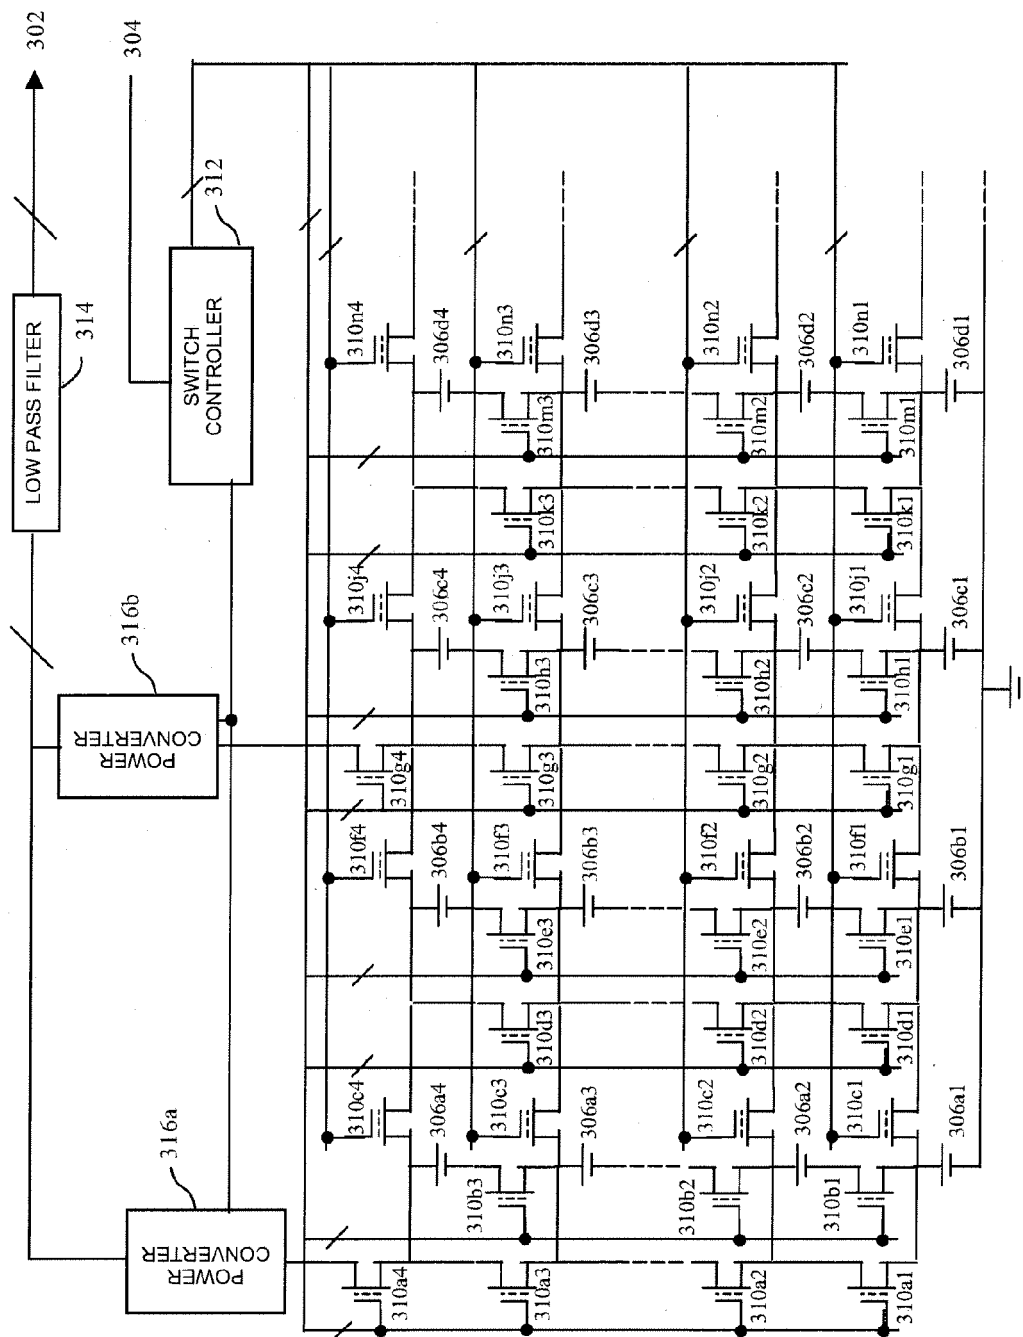 302
304
LOW PASS FILTER
314
SWITCH CONTROLLER
312
POWER CONVERTER
316b
POWER CONVERTER
316a
310n4
306d4
310n3
306d3
310n2
306d2
310n1
306d1
310m3
310m2
310m1
310k3
310k2
310k1
310j4
306c4
310j3
306c3
310j2
306c2
310j1
306c1
310h3
310h2
310h1
310g4
310g3
310g2
310g1
310f4
306b4
310f3
306b3
310f2
306b2
310f1
306b1
310e3
310e2
310e1
310d3
310d2
310d1
310c4
306a4
310c3
306a3
310c2
306a2
310c1
306a1
310b3
310b2
310b1
310a4
310a3
310a2
310a1